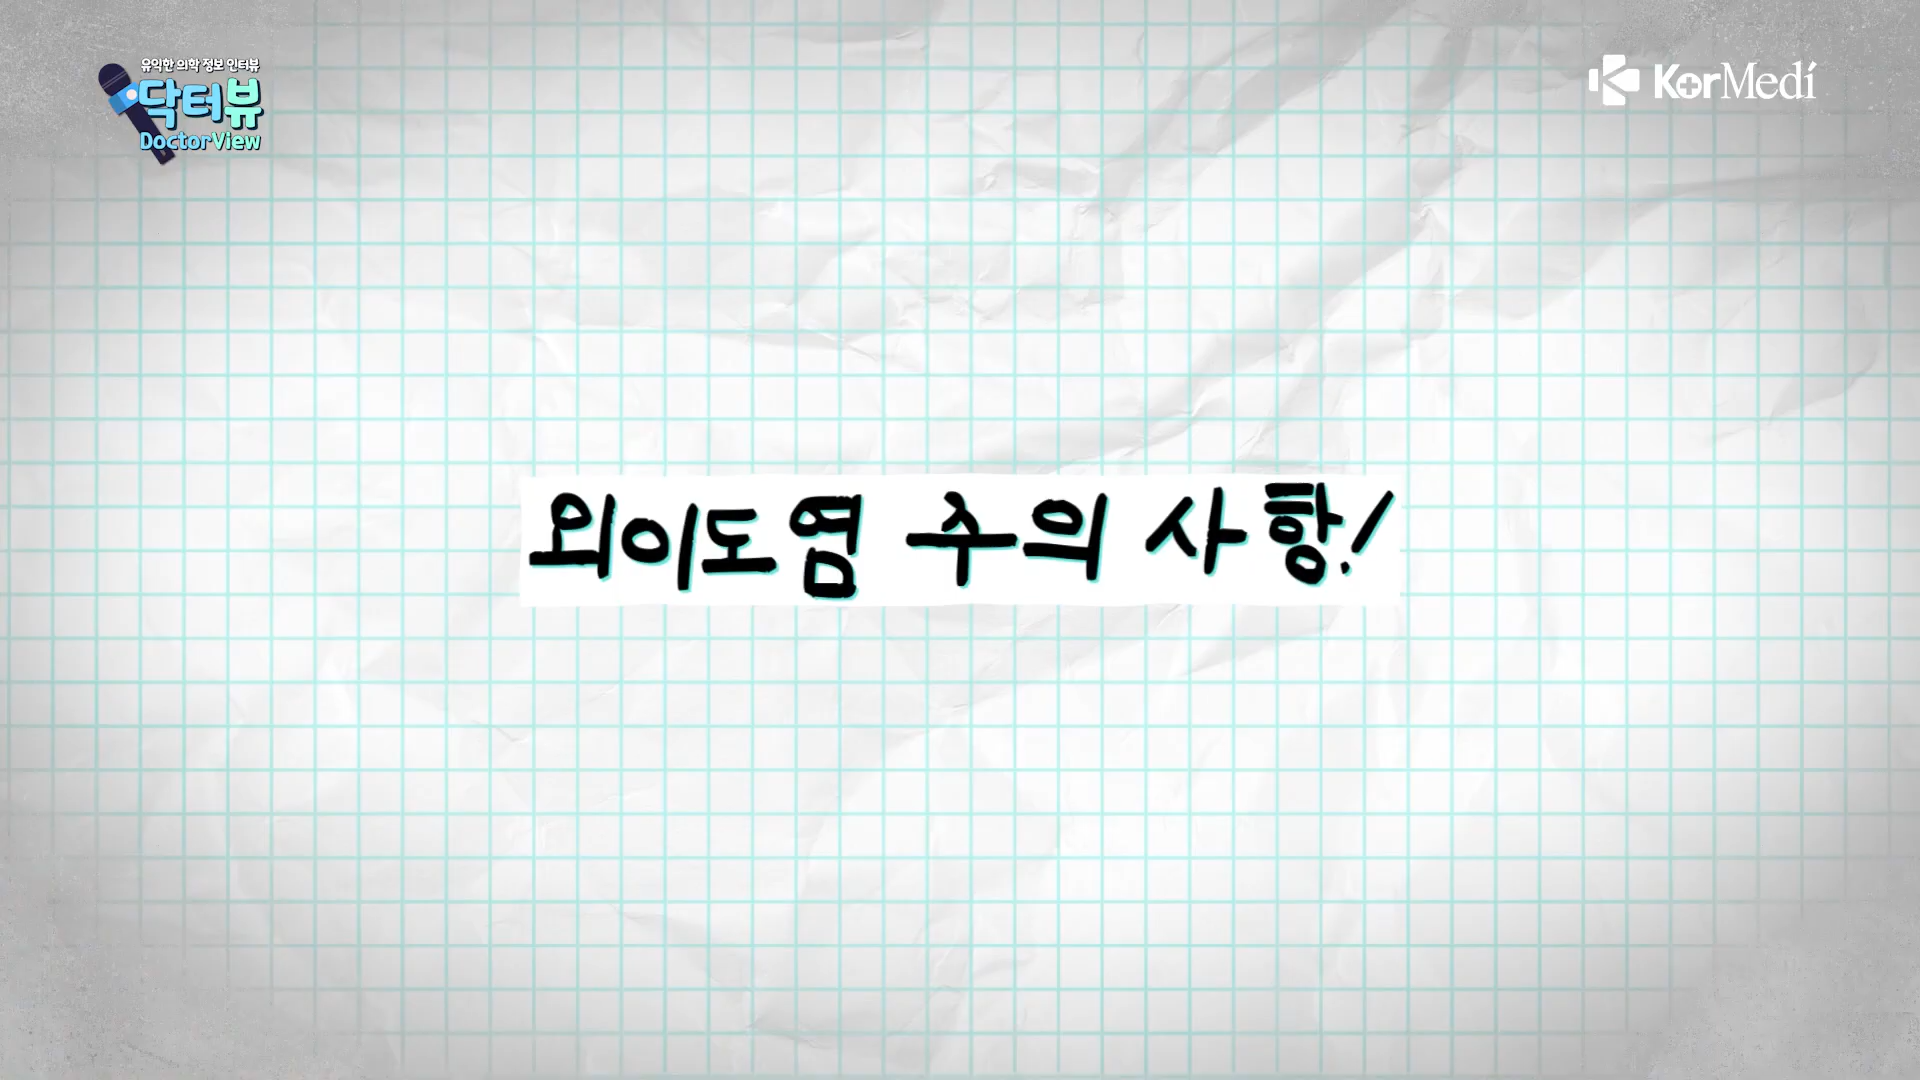 유익한 의학 정보 인터뷰
닥터뷰
DoctorView
KorMedi
외이도염 주의 사항!